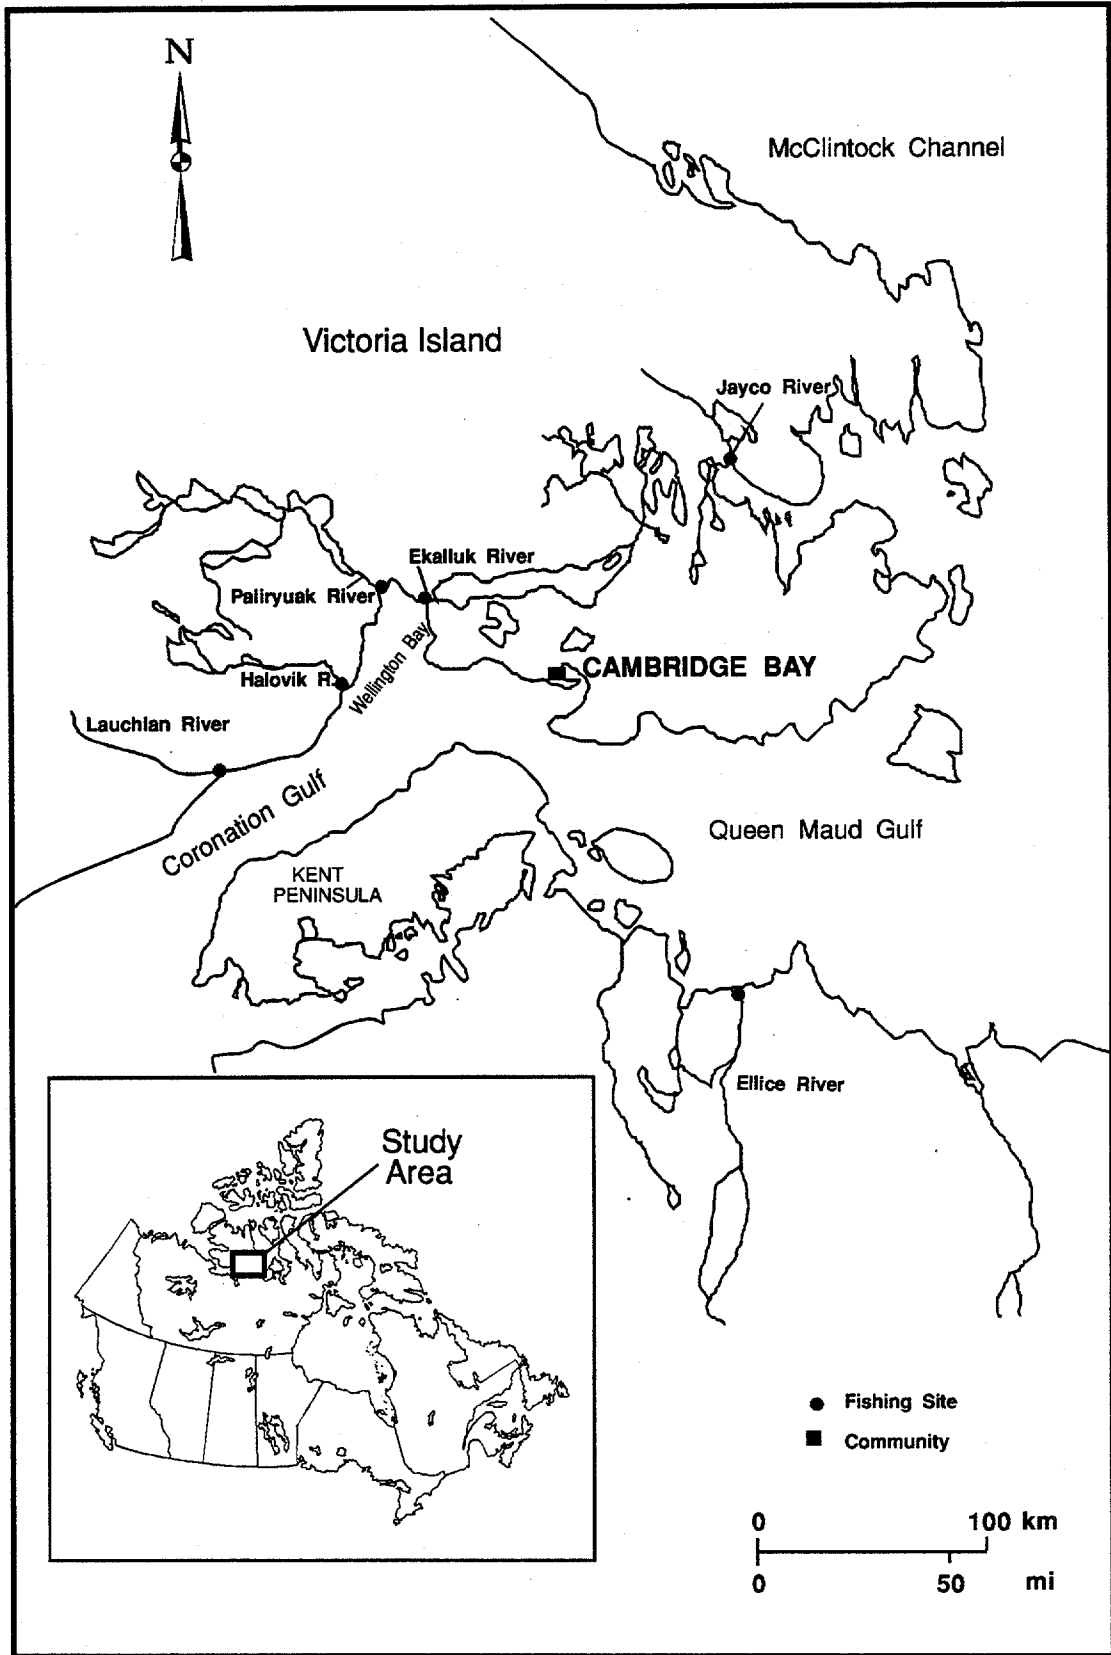 N
McClintock Channel
Victoria Island
Jayco River
Ekalluk River
Paliryuak River
Wellington Bay
CAMBRIDGE BAY
Halovik R.
Lauchlan River
Coronation Gulf
Queen Maud Gulf
KENT
PENINSULA
Ellice River
Study
Area
Fishing Site
Community
0 100 km
0 50 mi